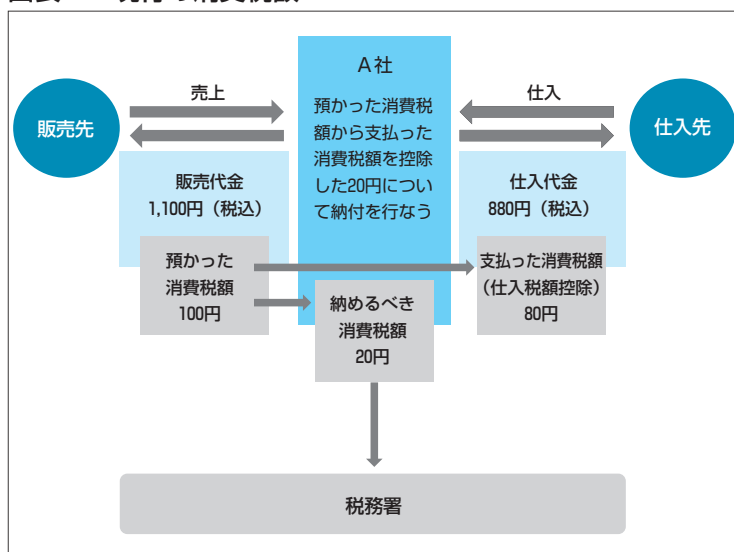 A社
預かった消費税
額から支払った
消費税額を控除
した20円につい
て納付を行なう
売上
仕入
販売先
仕入先
販売代金
1,100円（税込）
仕入代金
880円（税込）
預かった
消費税額
100円
支払った消費税額
（仕入税額控除）
80円
納めるべき
消費税額
20円
税務署